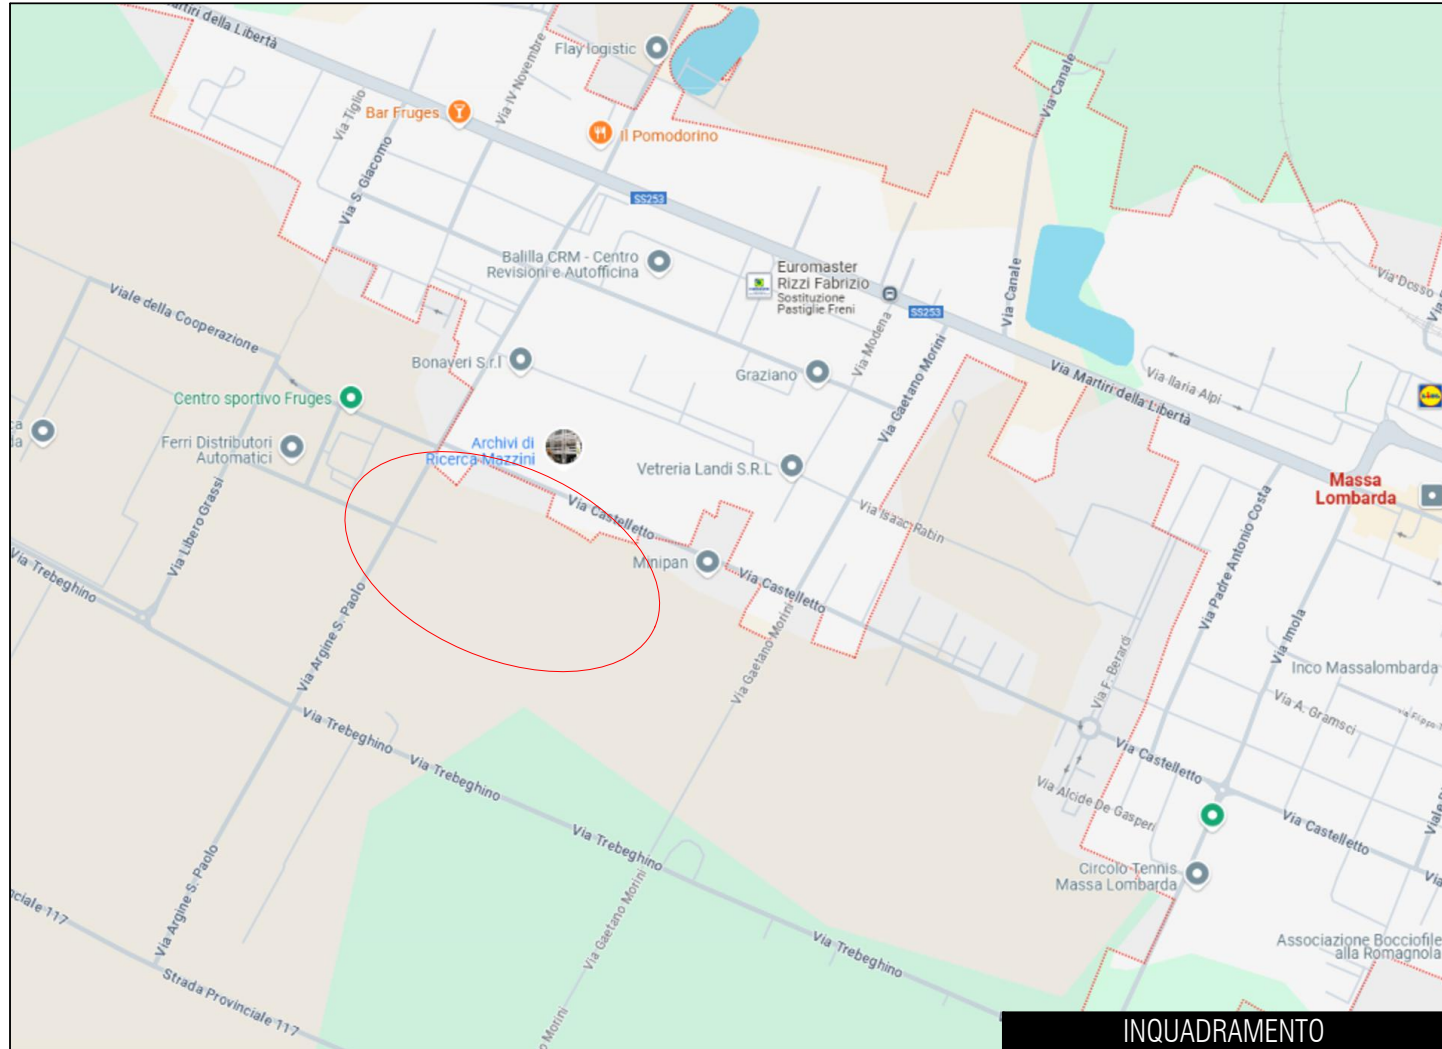 Martiri della Libertà
Flay logistic
Via IV Novembre
Via Canale
Via Tiglio
Bar Fruges
Il Pomodorino
Via S. Giacomo
SS253
Balilla CRM - Centro
Revisioni e Autofficina
Euromaster
Rizzi Fabrizio
Sostituzione
Pastiglie Freni
Via Canale
Via Dosso
Viale della Cooperazione
SS253
Via Modena
Bonaveri S.r.l
Graziano
Via Gaetano Morini
Via Martiri della Libertà
Via Ilaria Alpi
LIDL
Centro sportivo Fruges
Ferri Distributori
Automatici
Archivi di
Ricerca Mazzini
Vetreria Landi S.R.L
Massa
Lombarda
Via Isaac Rabin
Via Castelletto
Via Libero Grassi
Via Padre Antonio Costa
Via Trebeghino
Minipan
Via Castelletto
Via Argine S. Paolo
Via Gaetano Morini
Via F. Berardi
Via Imola
Inco Massalombarda
Via A. Gramsci
Via Trebeghino
Via Trebeghino
Via Castelletto
Via Alcide De Gasperi
Via Castelletto
Via Trebeghino
Circolo Tennis
Massa Lombarda
Via Argine S. Paolo
Via Gaetano Morini
Via Trebeghino
Associazione Bocciofile
alla Romagnola
nciale 117
Strada Provinciale 117
o Morini
INQUADRAMENTO